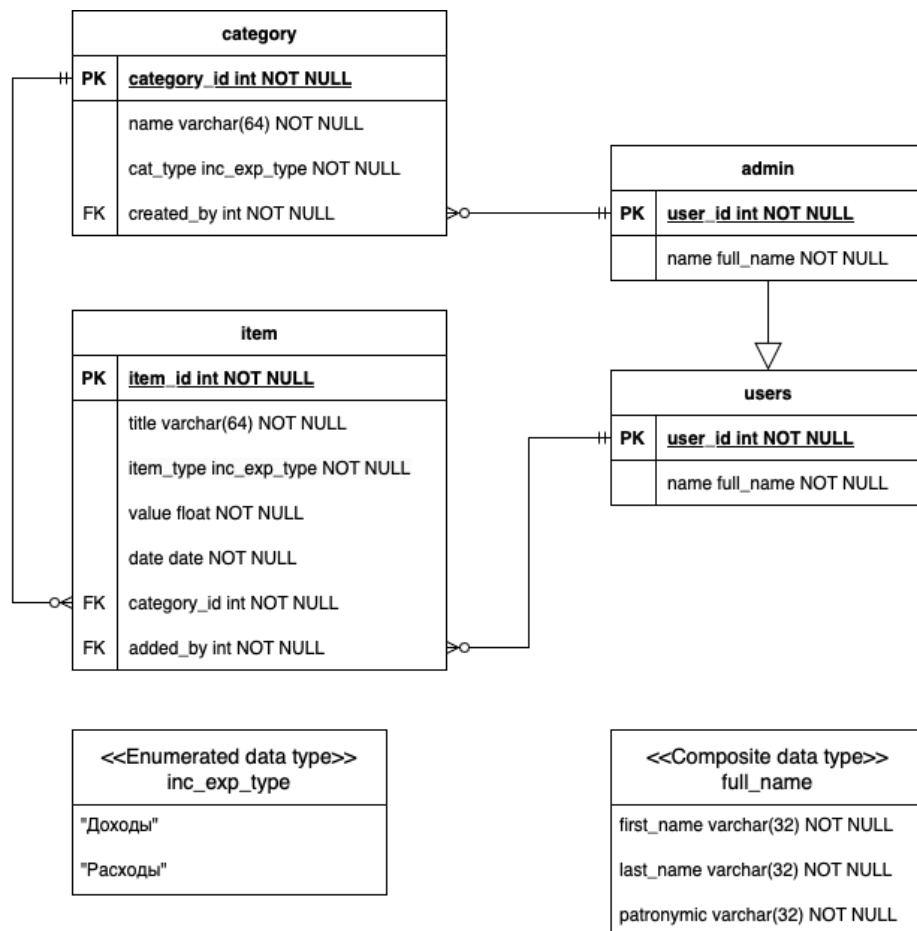 category
PK category_id int NOT NULL
name varchar(64) NOT NULL
cat_type inc_exp_type NOT NULL
FK created_by int NOT NULL
admin
PK user_id int NOT NULL
name full_name NOT NULL
item
PK item_id int NOT NULL
title varchar(64) NOT NULL
item_type inc_exp_type NOT NULL
value float NOT NULL
date date NOT NULL
FK category_id int NOT NULL
FK added_by int NOT NULL
users
PK user_id int NOT NULL
name full_name NOT NULL
<<Enumerated data type>>
inc_exp_type
"Доходы"
"Расходы"
<<Composite data type>>
full_name
first_name varchar(32) NOT NULL
last_name varchar(32) NOT NULL
patronymic varchar(32) NOT NULL